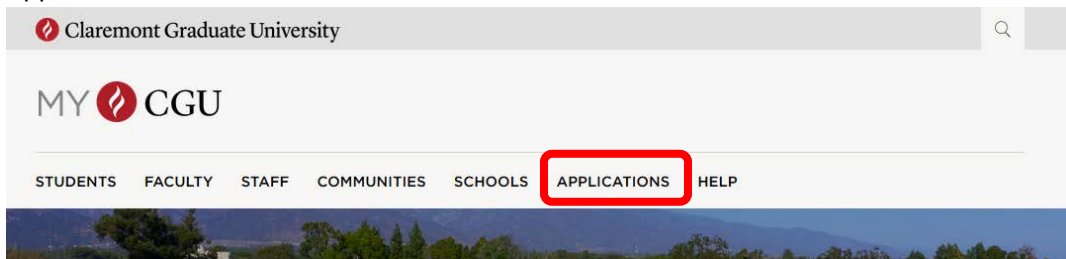 Claremont Graduate University
MY CGU
STUDENTS FACULTY STAFF COMMUNITIES SCHOOLS APPLICATIONS HELP